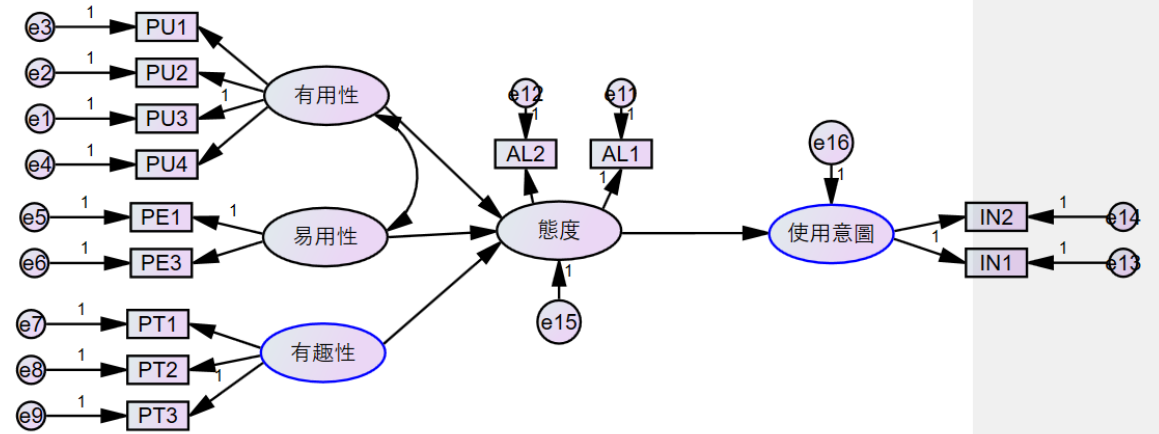 e3 1 PU1
e2 1 PU2
e1 1 PU3 1
e4 1 PU4
有用性
e12 1 AL2
e11 1 AL1 1
e16 1
e5 1 PE1 1
e6 1 PE3
易用性
態度
1 e15
使用意圖
IN2 1 e14
1 IN1 1 e13
e7 1 PT1
e8 1 PT2
e9 1 PT3 1
有趣性